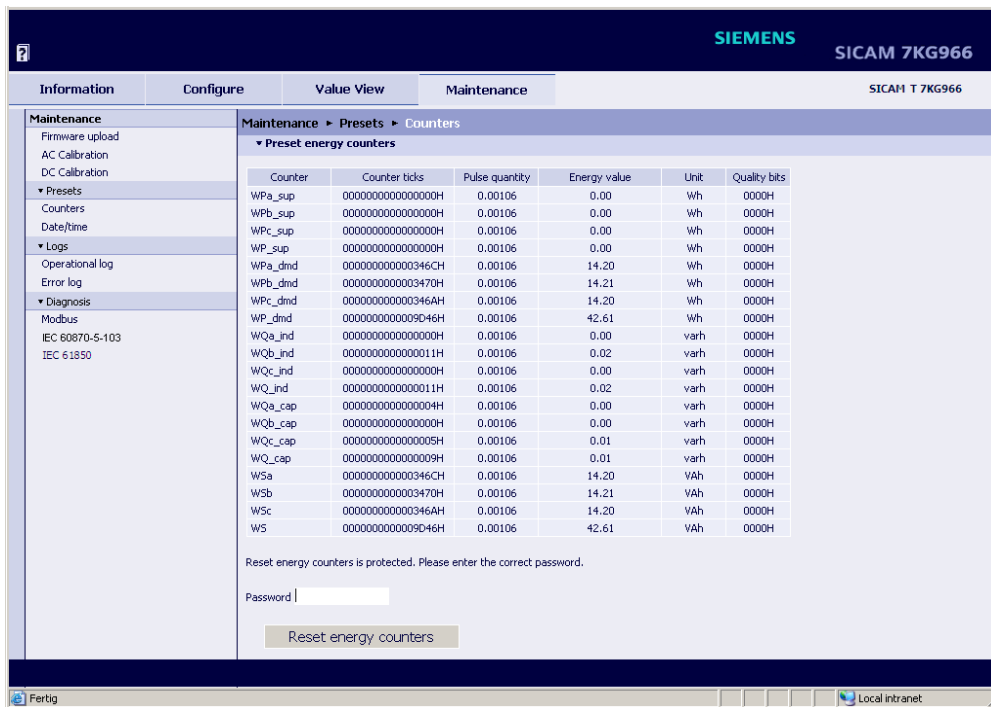 ?
SIEMENS
SICAM 7KG966
Information Configure Value View Maintenance SICAM T 7KG966
Maintenance
Firmware upload
AC Calibration
DC Calibration
▾ Presets
Counters
Date/time
▾ Logs
Operational log
Error log
▾ Diagnosis
Modbus
IEC 60870-5-103
IEC 61850
Maintenance ► Presets ► Counters
▾ Preset energy counters
Counter Counter ticks Pulse quantity Energy value Unit Quality bits
WPa_sup 0000000000000000H 0.00106 0.00 Wh 0000H
WPb_sup 0000000000000000H 0.00106 0.00 Wh 0000H
WPc_sup 0000000000000000H 0.00106 0.00 Wh 0000H
WP_sup 0000000000000000H 0.00106 0.00 Wh 0000H
WPa_dmd 000000000000346CH 0.00106 14.20 Wh 0000H
WPb_dmd 0000000000003470H 0.00106 14.21 Wh 0000H
WPc_dmd 000000000000346AH 0.00106 14.20 Wh 0000H
WP_dmd 0000000000009D46H 0.00106 42.61 Wh 0000H
WQa_ind 0000000000000000H 0.00106 0.00 varh 0000H
WQb_ind 0000000000000011H 0.00106 0.02 varh 0000H
WQc_ind 0000000000000000H 0.00106 0.00 varh 0000H
WQ_ind 0000000000000011H 0.00106 0.02 varh 0000H
WQa_cap 0000000000000004H 0.00106 0.00 varh 0000H
WQb_cap 0000000000000000H 0.00106 0.00 varh 0000H
WQc_cap 0000000000000005H 0.00106 0.01 varh 0000H
WQ_cap 0000000000000009H 0.00106 0.01 varh 0000H
WSa 000000000000346CH 0.00106 14.20 VAh 0000H
WSb 0000000000003470H 0.00106 14.21 VAh 0000H
WSc 000000000000346AH 0.00106 14.20 VAh 0000H
WS 0000000000009D46H 0.00106 42.61 VAh 0000H
Reset energy counters is protected. Please enter the correct password.
Password
Reset energy counters
Fertig Local intranet